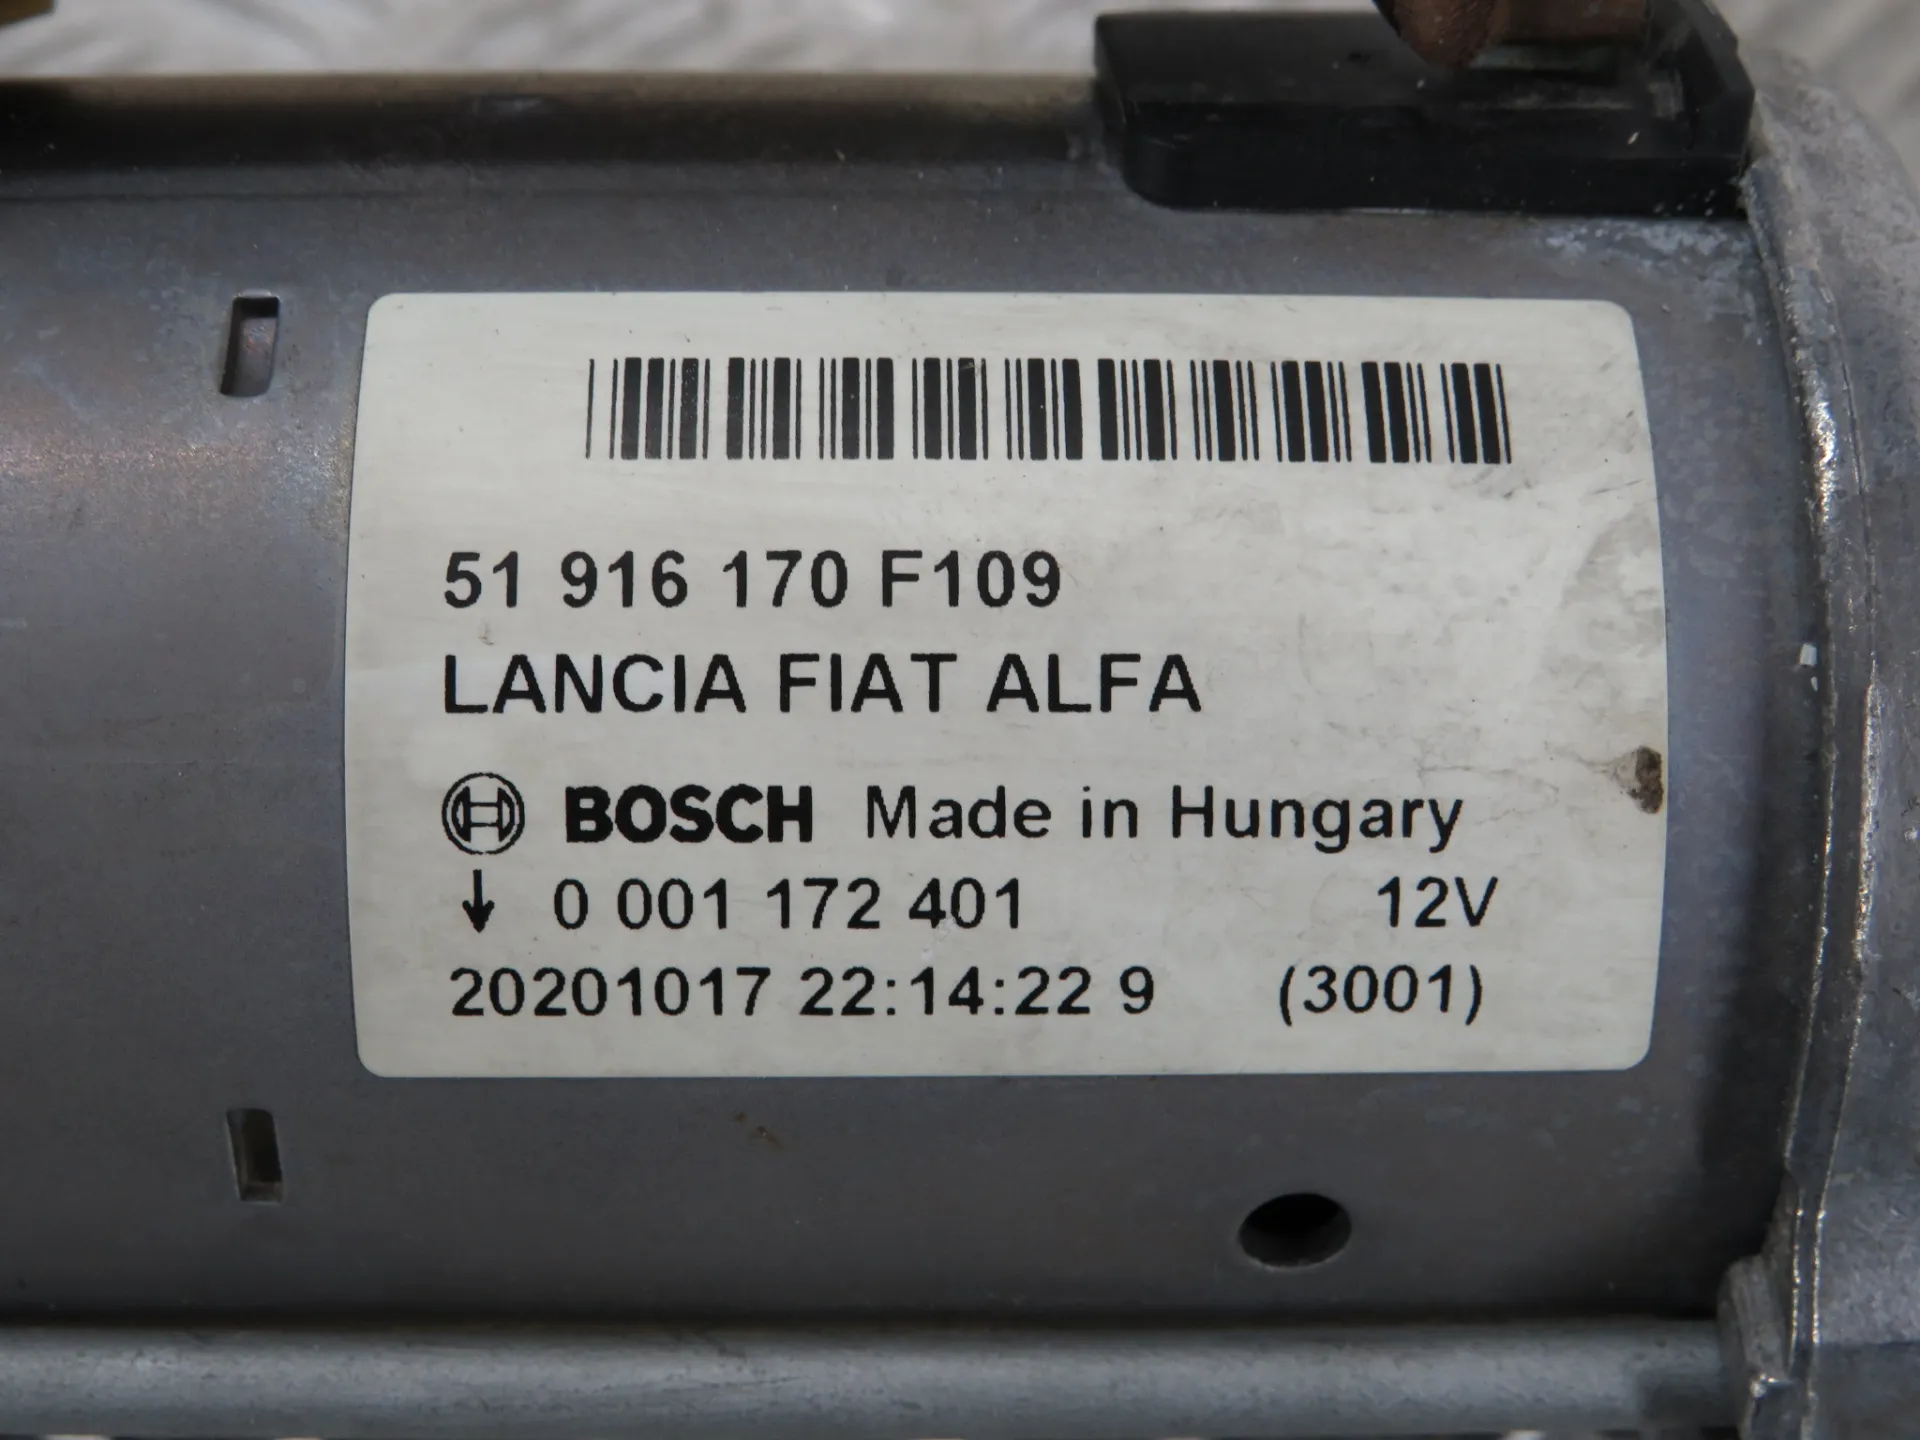 51 916 170 F109
LANCIA FIAT ALFA
BOSCH Made in Hungary
↓ 0 001 172 401 12V
20201017 22:14:22 9 (3001)